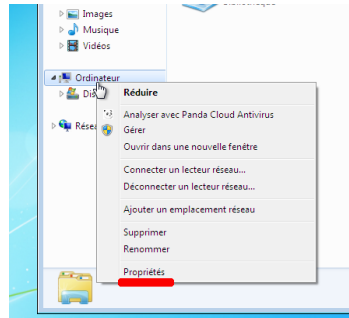 Images
Musique
Vidéos
Ordinateur
Réduire
Analyser avec Panda Cloud Antivirus
Gérer
Ouvrir dans une nouvelle fenêtre
Connecter un lecteur réseau...
Déconnecter un lecteur réseau...
Ajouter un emplacement réseau
Supprimer
Renommer
Propriétés